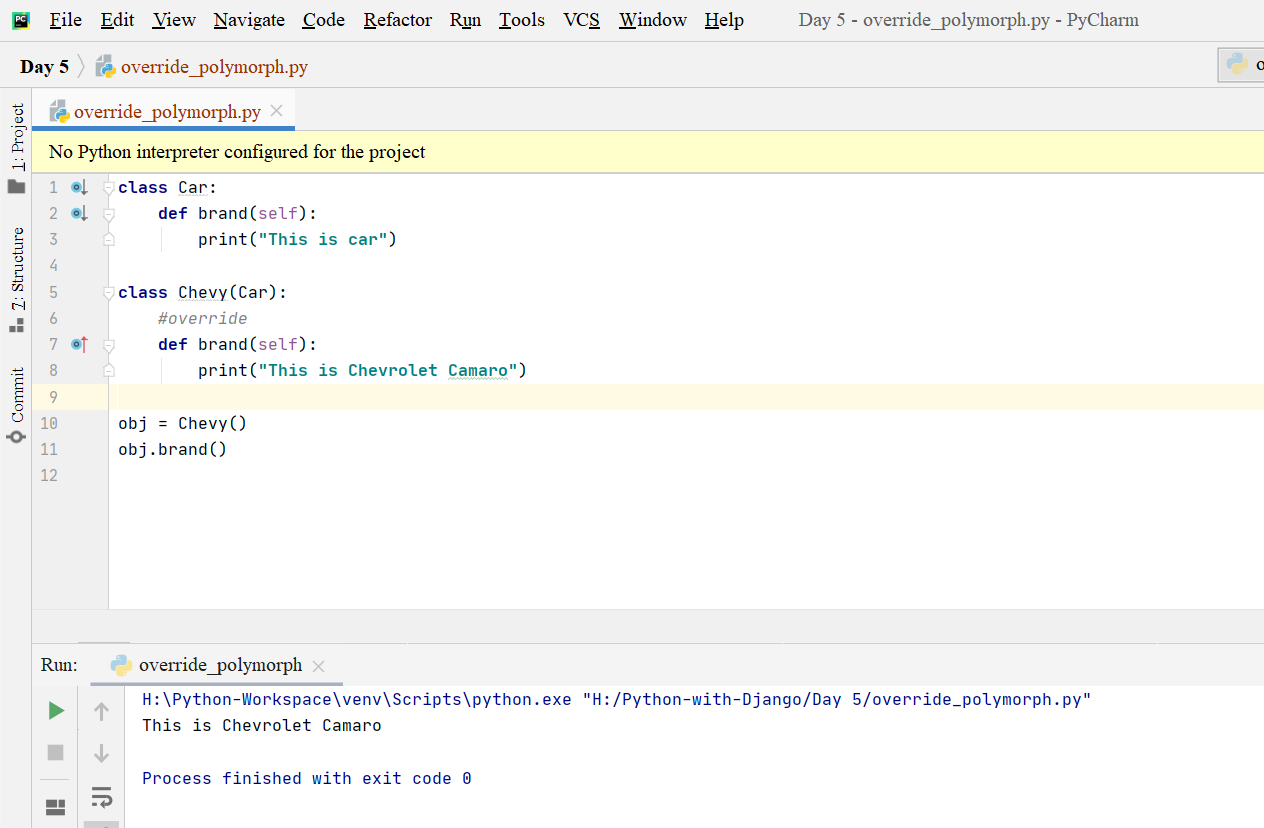 PC File Edit View Navigate Code Refactor Run Tools VCS Window Help Day 5 - override_polymorph.py - PyCharm
Day 5 override_polymorph.py
override_polymorph.py
No Python interpreter configured for the project
1: Project
7: Structure
Commit
1 class Car:
2     def brand(self):
3         print("This is car")
4
5 class Chevy(Car):
6     #override
7     def brand(self):
8         print("This is Chevrolet Camaro")
9
10 obj = Chevy()
11 obj.brand()
12
Run: override_polymorph
H:\Python-Workspace\venv\Scripts\python.exe "H:/Python-with-Django/Day 5/override_polymorph.py"
This is Chevrolet Camaro
Process finished with exit code 0